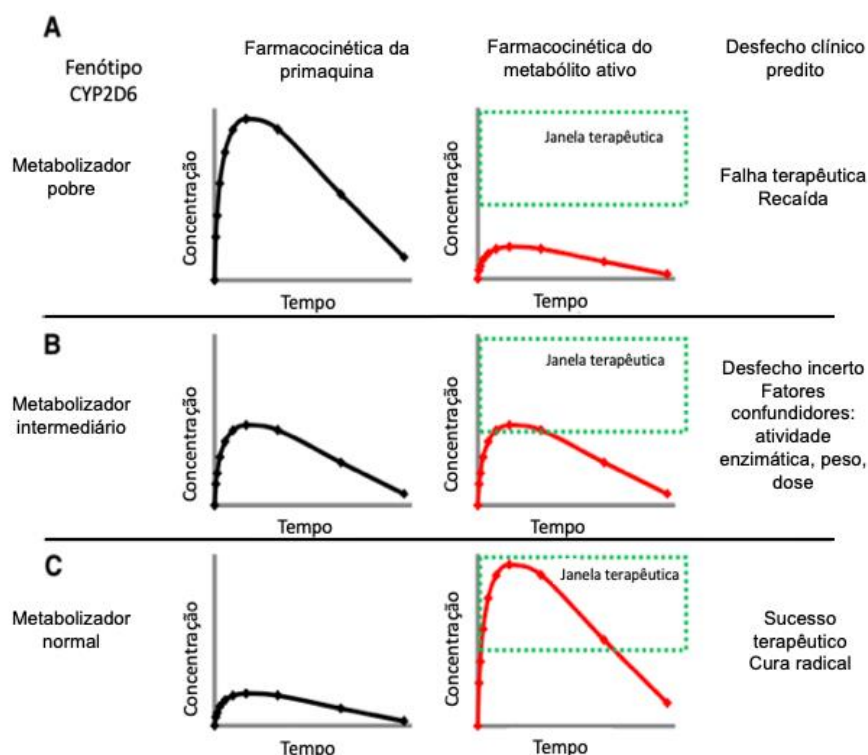 A
Fenótipo
CYP2D6
Farmacocinética da
primaquina
Farmacocinética do
metabólito ativo
Desfecho clínico
predito
Metabolizador
pobre
Concentração
Tempo
Concentração
Janela terapêutica
Tempo
Falha terapêutica
Recaída
B
Metabolizador
intermediário
Concentração
Tempo
Concentração
Janela terapêutica
Tempo
Desfecho incerto
Fatores
confundidores:
atividade
enzimática, peso,
dose
C
Metabolizador
normal
Concentração
Tempo
Concentração
Janela terapêutica
Tempo
Sucesso
terapêutico
Cura radical